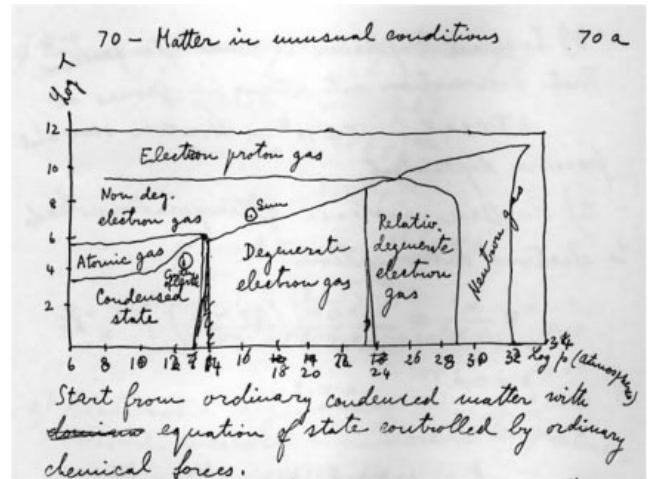 70 - Matter in unusual conditions 70 a
Log T
12
Electron proton gas
10
Non deg.
electron gas
8
Sun
Relativ.
degenerate
electron
gas
Neutron gas
6
Atomic gas
Degenerate
electron gas
4
Condensed
state
2
6 8 10 12 14 16 18 20 22 24 26 28 30 32 34 Log p (atmospheres)
Start from ordinary condensed matter with
equation of state controlled by ordinary
chemical forces.